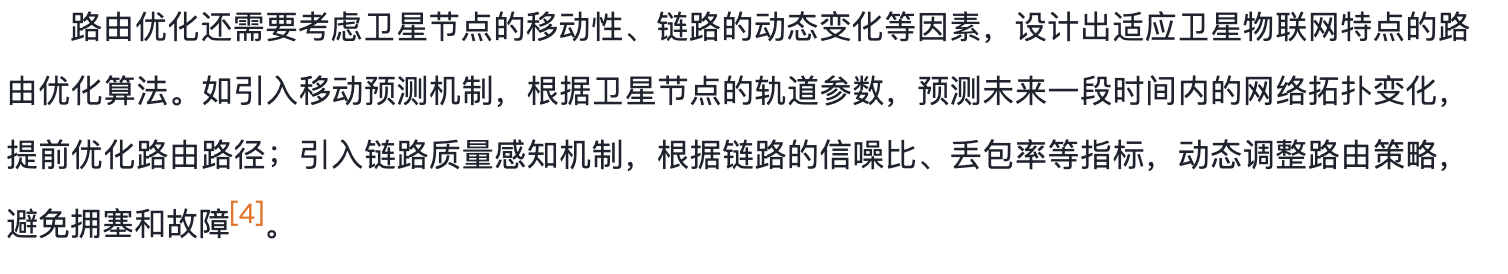 路由优化还需要考虑卫星节点的移动性、链路的动态变化等因素，设计出适应卫星物联网特点的路
由优化算法。如引入移动预测机制，根据卫星节点的轨道参数，预测未来一段时间内的网络拓扑变化，
提前优化路由路径；引入链路质量感知机制，根据链路的信噪比、丢包率等指标，动态调整路由策略，
避免拥塞和故障[4]。